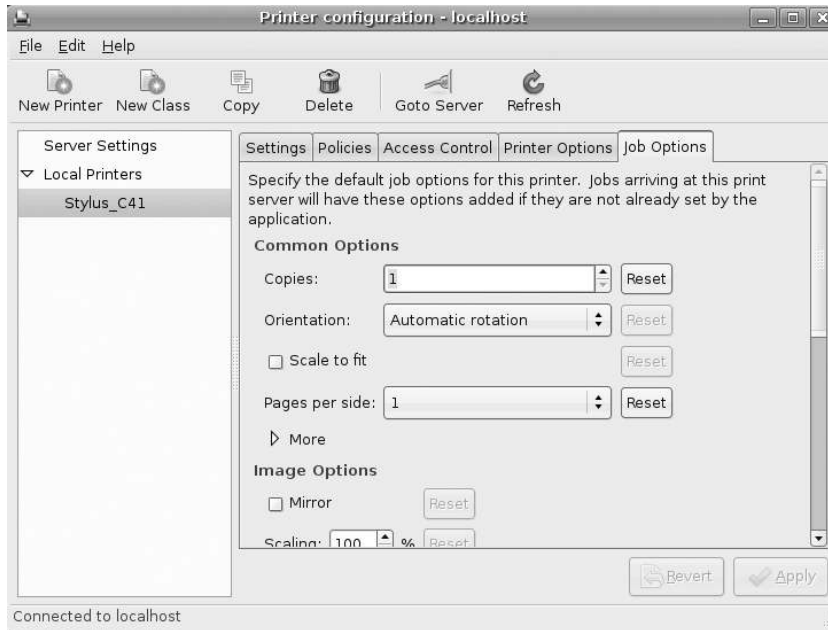 Printer configuration - localhost
File Edit Help
New Printer New Class Copy Delete Goto Server Refresh
Server Settings
Local Printers
Stylus_C41
Settings Policies Access Control Printer Options Job Options
Specify the default job options for this printer. Jobs arriving at this print
server will have these options added if they are not already set by the
application.
Common Options
Copies: 1 Reset
Orientation: Automatic rotation Reset
Scale to fit Reset
Pages per side: 1 Reset
More
Image Options
Mirror Reset
Scaling: 100 % Reset
Revert Apply
Connected to localhost